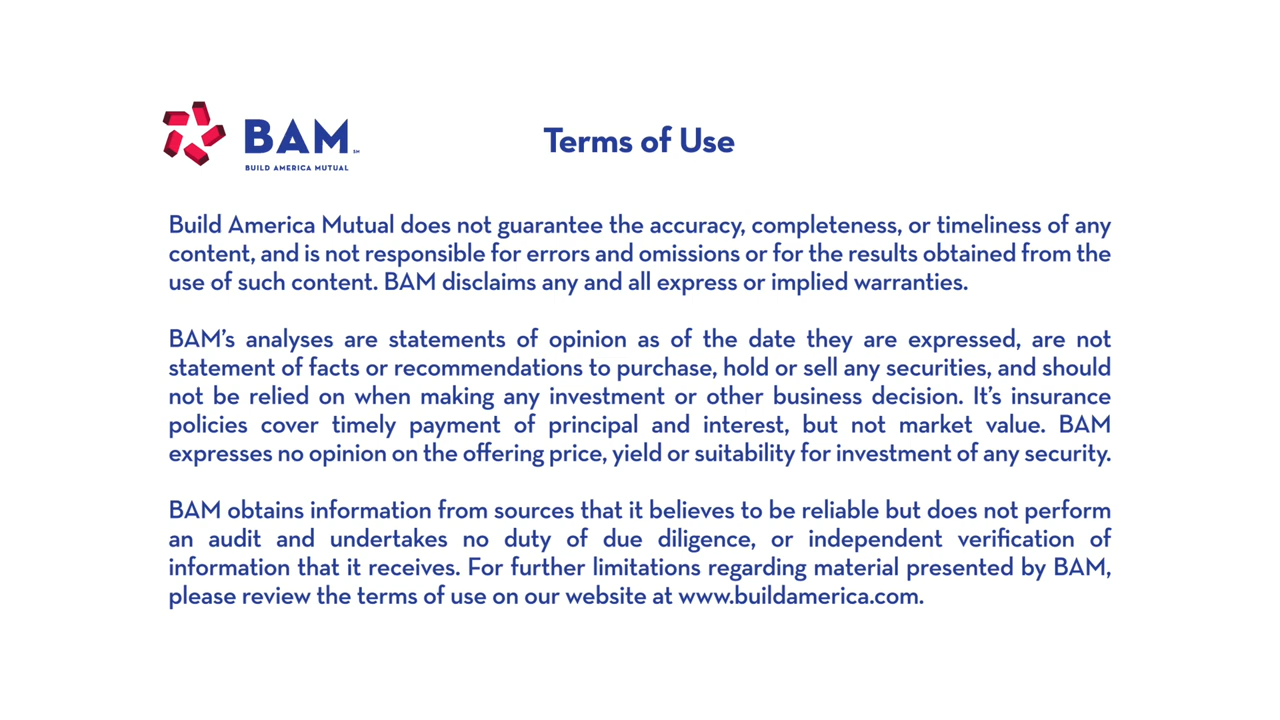 BAM℠
BUILD AMERICA MUTUAL
Terms of Use
Build America Mutual does not guarantee the accuracy, completeness, or timeliness of any
content, and is not responsible for errors and omissions or for the results obtained from the
use of such content. BAM disclaims any and all express or implied warranties.
BAM’s analyses are statements of opinion as of the date they are expressed, are not
statement of facts or recommendations to purchase, hold or sell any securities, and should
not be relied on when making any investment or other business decision. It’s insurance
policies cover timely payment of principal and interest, but not market value. BAM
expresses no opinion on the offering price, yield or suitability for investment of any security.
BAM obtains information from sources that it believes to be reliable but does not perform
an audit and undertakes no duty of due diligence, or independent verification of
information that it receives. For further limitations regarding material presented by BAM,
please review the terms of use on our website at www.buildamerica.com.